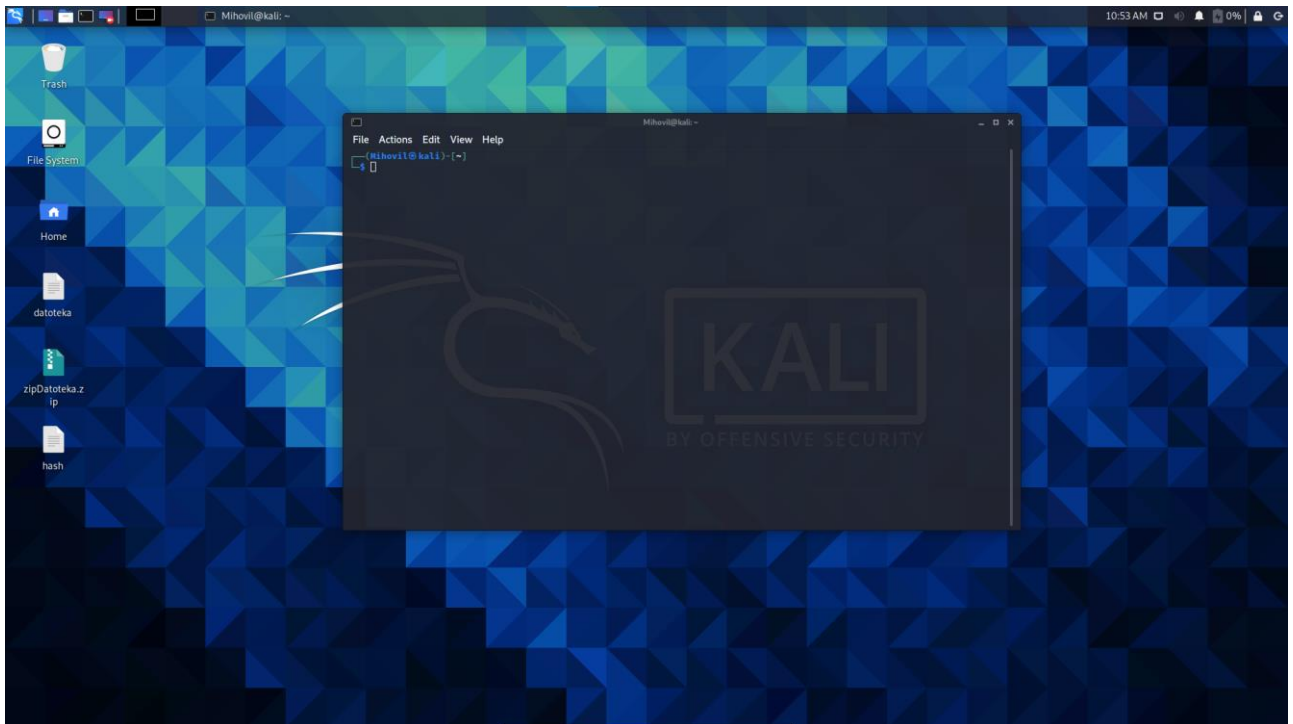 Mihovil@kali: ~
10:53 AM
0%
Trash
File System
Home
datoteka
zipDatoteka.z
ip
hash
Mihovil@kali: ~
File Actions Edit View Help
(Mihovil㉿kali)-[~]
$
KALI
BY OFFENSIVE SECURITY